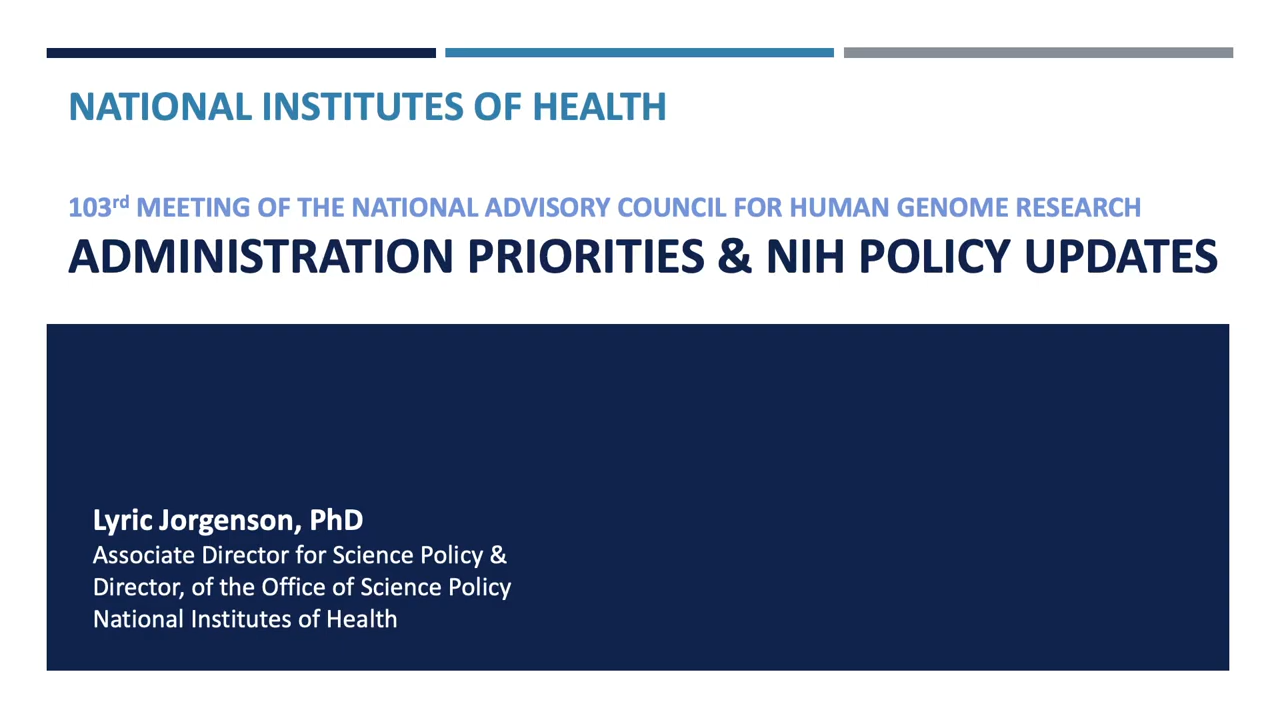 NATIONAL INSTITUTES OF HEALTH
103rd MEETING OF THE NATIONAL ADVISORY COUNCIL FOR HUMAN GENOME RESEARCH
ADMINISTRATION PRIORITIES & NIH POLICY UPDATES
Lyric Jorgenson, PhD
Associate Director for Science Policy &
Director, of the Office of Science Policy
National Institutes of Health